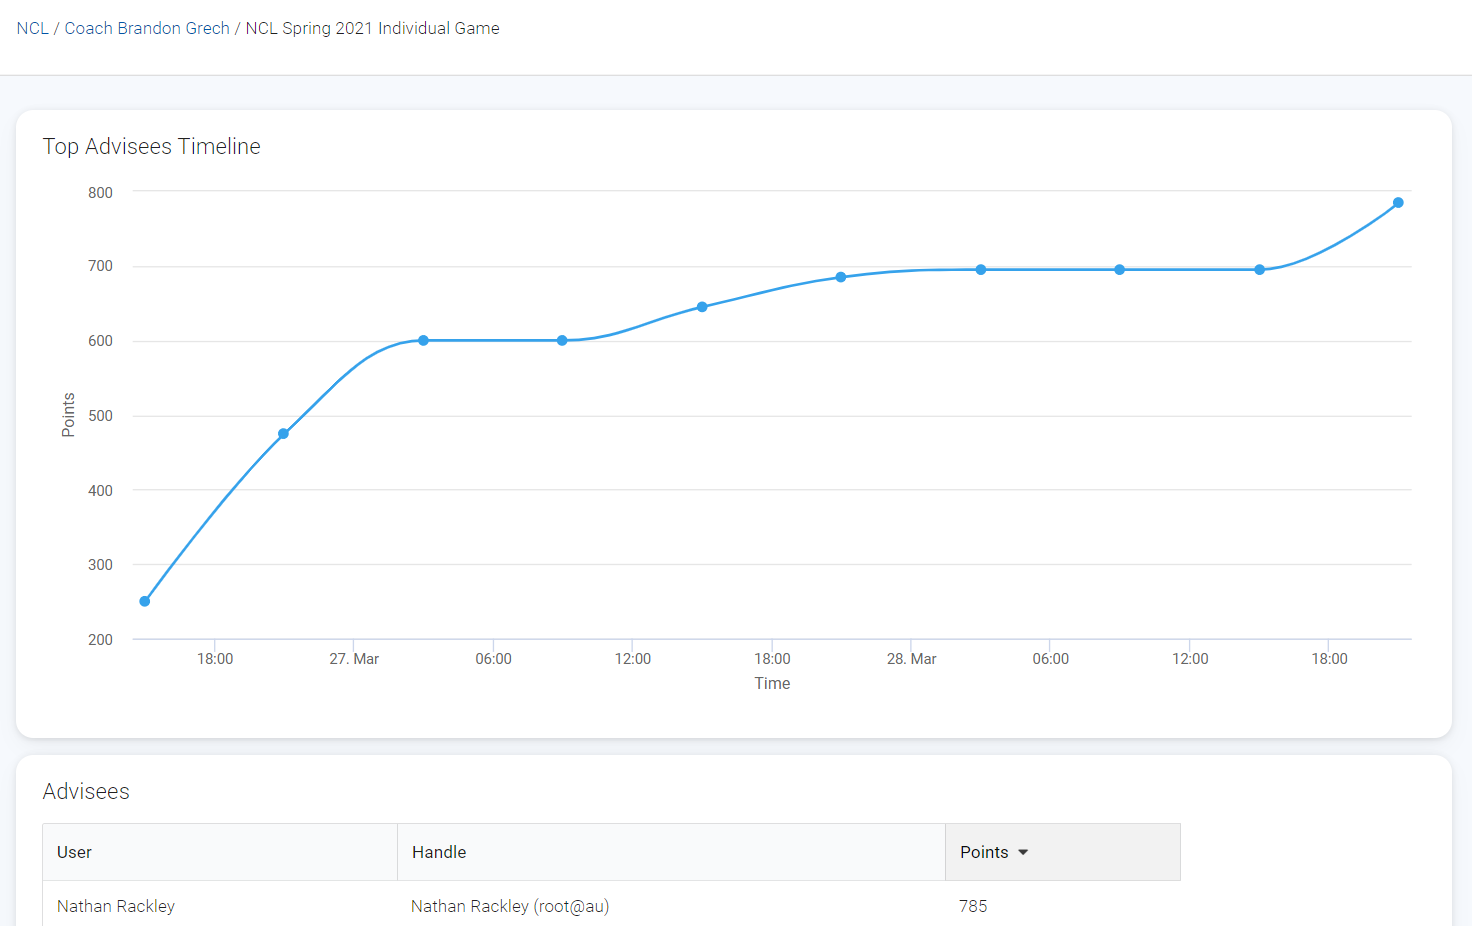 NCL / Coach Brandon Grech / NCL Spring 2021 Individual Game
Top Advisees Timeline
800
700
600
500
400
300
200
Points
18:00 27. Mar 06:00 12:00 18:00 28. Mar 06:00 12:00 18:00
Time
Advisees
User Handle Points
Nathan Rackley Nathan Rackley (root@au) 785